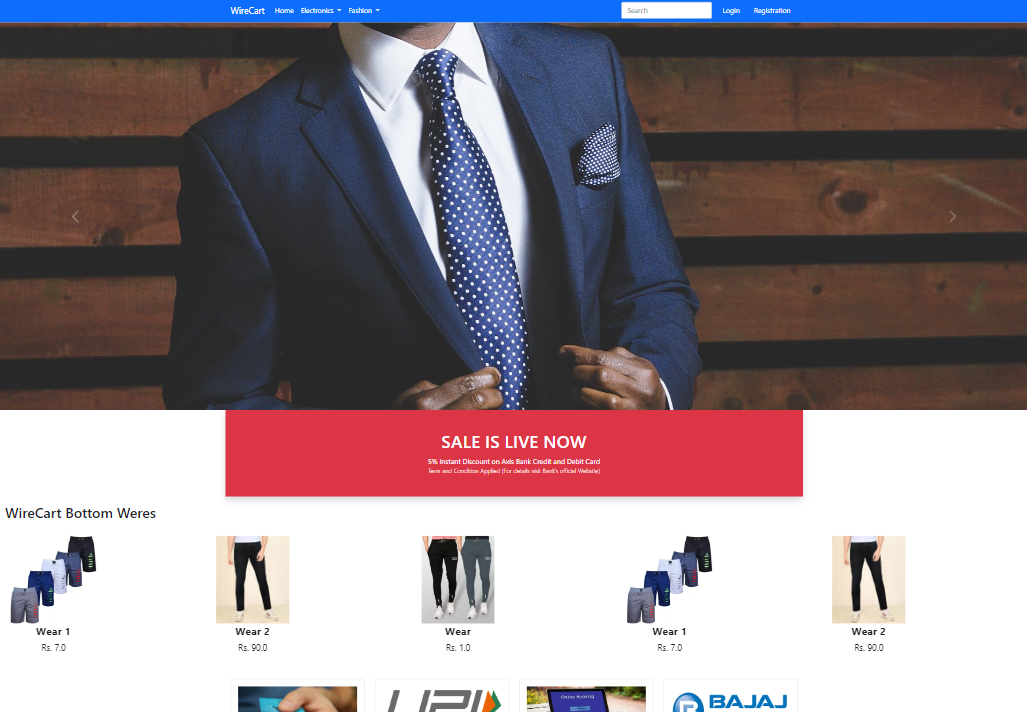 WireCart Home Electronics Fashion Search Login Registration
SALE IS LIVE NOW
5% Instant Discount on Axis Bank Credit and Debit Card
Term and Condition Applied (For details visit Bank's official Website)
WireCart Bottom Weres
Wear 1 Wear 2 Wear Wear 1 Wear 2
Rs. 7.0 Rs. 90.0 Rs. 1.0 Rs. 7.0 Rs. 90.0
UPI Online Banking B BAJAJ